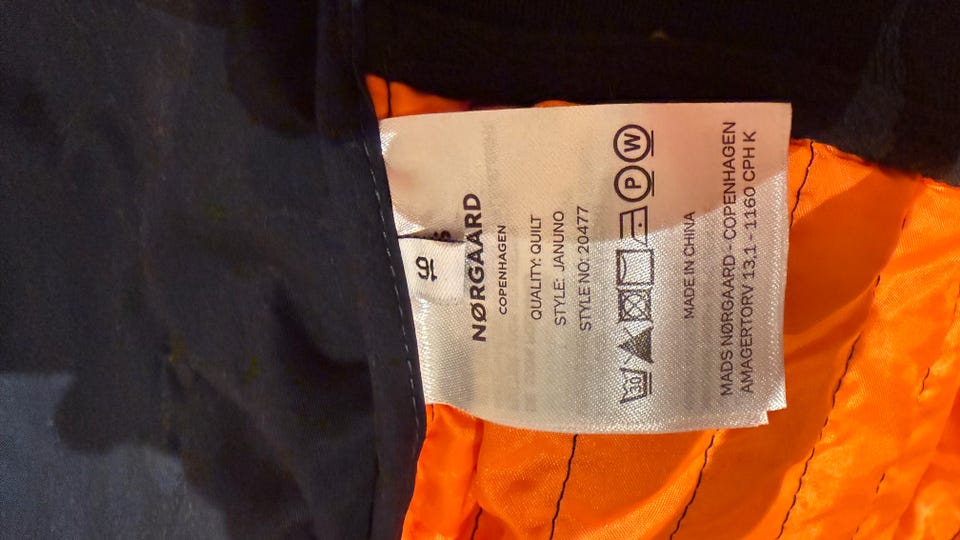 NØRGAARD
COPENHAGEN
QUALITY: QUILT
STYLE: JANUNO
STYLE NO: 20477
30
P W
MADE IN CHINA
MADS NØRGAARD - COPENHAGEN
AMAGERTORV 13,1 - 1160 CPH K